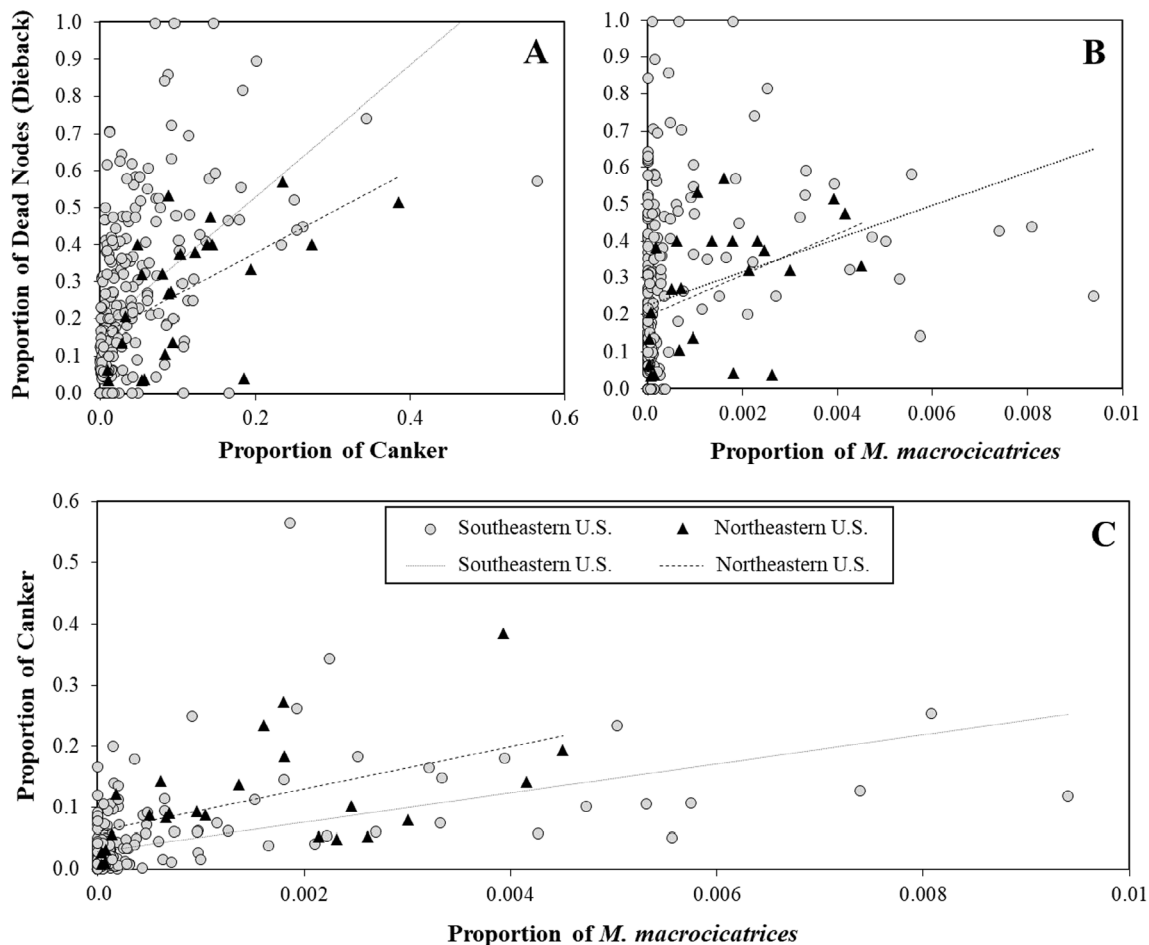 A
1.0
0.9
0.8
0.7
0.6
0.5
0.4
0.3
0.2
0.1
0.0
Proportion of Dead Nodes (Dieback)
0.0 0.2 0.4 0.6
Proportion of Canker
B
1.0
0.9
0.8
0.7
0.6
0.5
0.4
0.3
0.2
0.1
0.0
0.0 0.002 0.004 0.006 0.008 0.01
Proportion of M. macrocicatrices
C
0.6
0.5
0.4
0.3
0.2
0.1
0.0
Proportion of Canker
Southeastern U.S. Northeastern U.S.
Southeastern U.S. Northeastern U.S.
0.0 0.002 0.004 0.006 0.008 0.01
Proportion of M. macrocicatrices